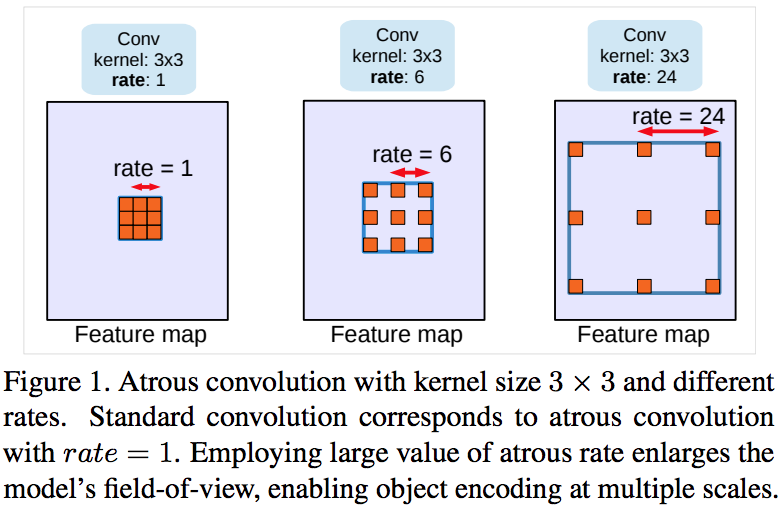 Conv
kernel: 3x3
rate: 1
Conv
kernel: 3x3
rate: 6
Conv
kernel: 3x3
rate: 24
rate = 1
rate = 6
rate = 24
Feature map
Feature map
Feature map
Figure 1. Atrous convolution with kernel size 3 × 3 and different
rates. Standard convolution corresponds to atrous convolution
with rate = 1. Employing large value of atrous rate enlarges the
model's field-of-view, enabling object encoding at multiple scales.